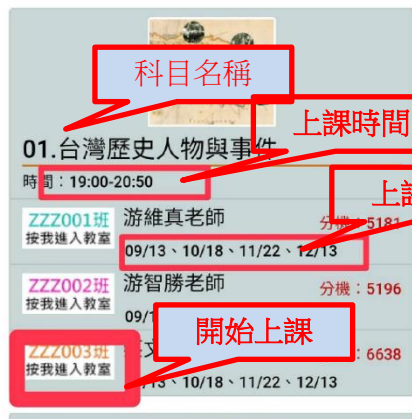 科目名稱
01.台灣歷史人物與事件
上課時間
時間：19:00-20:50
上課
ZZZ001班
按我進入教室
游維真老師
分機：5181
09/13、10/18、11/22、12/13
ZZZ002班
按我進入教室
游智勝老師
分機：5196
09/1
開始上課
ZZZ003班
按我進入教室
文
：6638
/13、10/18、11/22、12/13